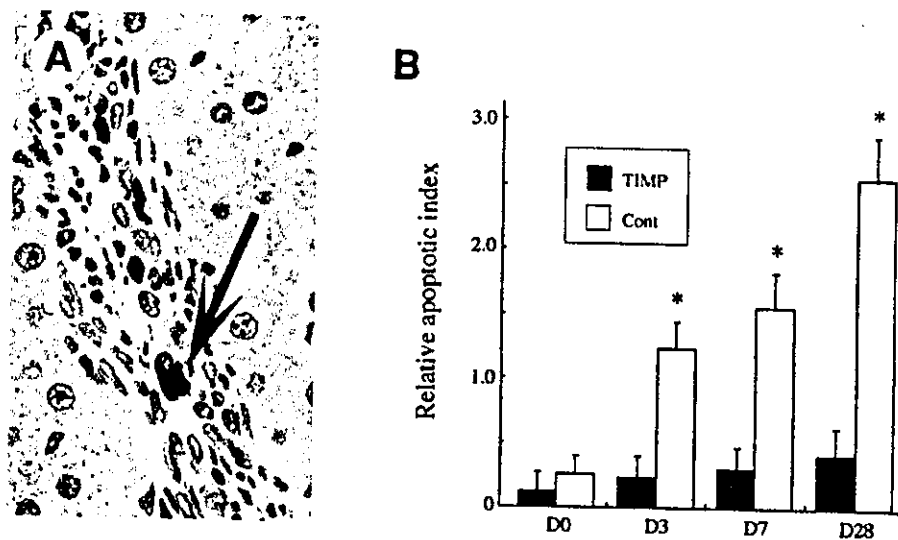 A
B
Relative apoptotic index
3.0
2.0
1.0
0
TIMP
Cont
*
*
*
D0
D3
D7
D28